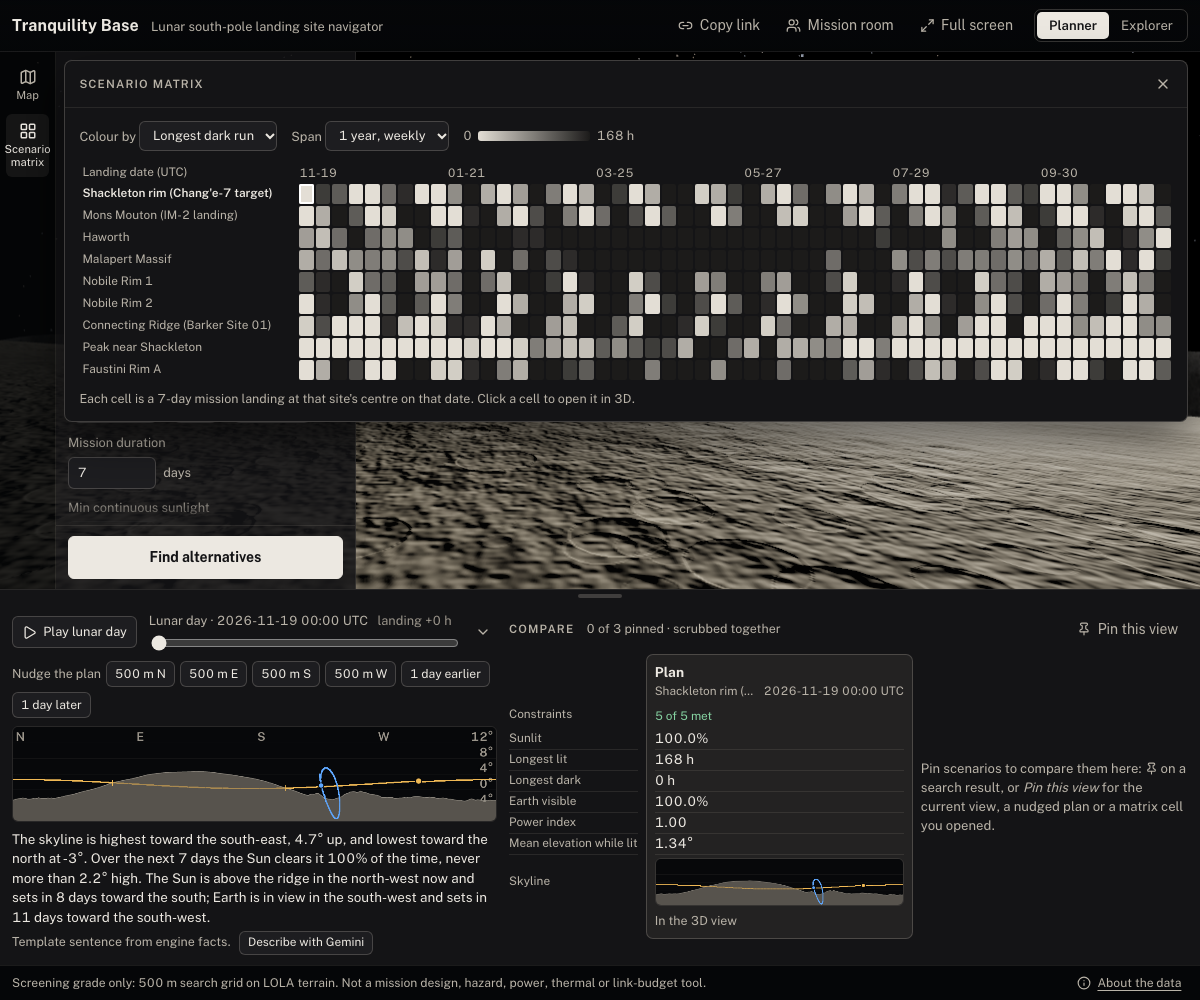 Tranquility Base
Lunar south-pole landing site navigator
Copy link
Mission room
Full screen
Planner
Explorer
Map
Scenario
matrix
SCENARIO MATRIX
Colour by
Longest dark run
Span
1 year, weekly
0
168 h
Landing date (UTC)
11-19
01-21
03-25
05-27
07-29
09-30
Shackleton rim (Chang'e-7 target)
Mons Mouton (IM-2 landing)
Haworth
Malapert Massif
Nobile Rim 1
Nobile Rim 2
Connecting Ridge (Barker Site 01)
Peak near Shackleton
Faustini Rim A
Each cell is a 7-day mission landing at that site's centre on that date. Click a cell to open it in 3D.
Mission duration
7
days
Min continuous sunlight
Find alternatives
Play lunar day
Lunar day · 2026-11-19 00:00 UTC
landing +0 h
Nudge the plan
500 m N
500 m E
500 m S
500 m W
1 day earlier
1 day later
N
E
S
W
12°
8°
4°
0°
4°
The skyline is highest toward the south-east, 4.7° up, and lowest toward the
north at -3°. Over the next 7 days the Sun clears it 100% of the time, never
more than 2.2° high. The Sun is above the ridge in the north-west now and
sets in 8 days toward the south; Earth is in view in the south-west and sets in
11 days toward the south-west.
Template sentence from engine facts.
Describe with Gemini
COMPARE
0 of 3 pinned · scrubbed together
Pin this view
Plan
Shackleton rim (...
2026-11-19 00:00 UTC
Constraints
5 of 5 met
Sunlit
100.0%
Longest lit
168 h
Longest dark
0 h
Earth visible
100.0%
Power index
1.00
Mean elevation while lit
1.34°
Skyline
In the 3D view
Pin scenarios to compare them here: on a
search result, or Pin this view for the
current view, a nudged plan or a matrix cell
you opened.
Screening grade only: 500 m search grid on LOLA terrain. Not a mission design, hazard, power, thermal or link-budget tool.
About the data